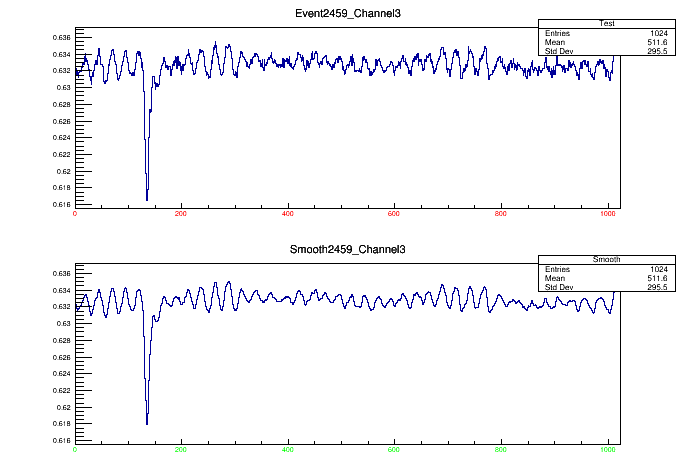 Event2459_Channel3
Test
Entries 1024
Mean 511.6
Std Dev 295.5
0.636
0.634
0.632
0.63
0.628
0.626
0.624
0.622
0.62
0.618
0.616
0 200 400 600 800 1000
Smooth2459_Channel3
Smooth
Entries 1024
Mean 511.6
Std Dev 295.5
0.636
0.634
0.632
0.63
0.628
0.626
0.624
0.622
0.62
0.618
0.616
0 200 400 600 800 1000